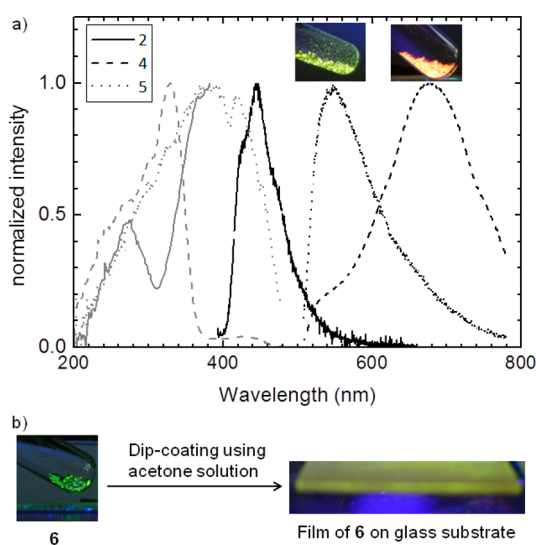 a)
2
4
5
normalized intensity
1.0
0.5
0.0
200 400 600 800
Wavelength (nm)
b)
Dip-coating using
acetone solution
6
Film of 6 on glass substrate